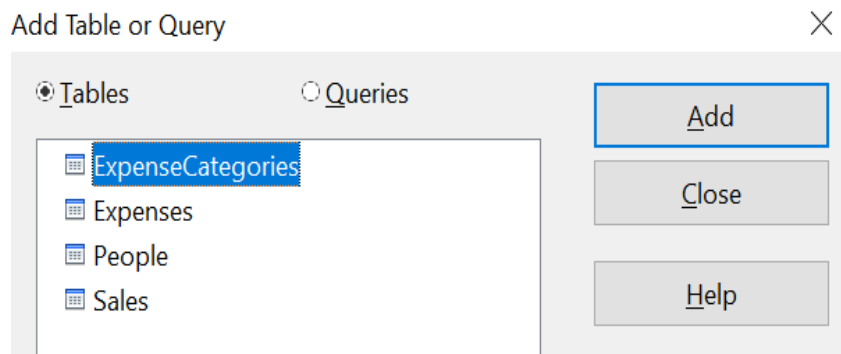 Add Table or Query
Tables Queries
Add
ExpenseCategories
Close
Expenses
People
Sales
Help